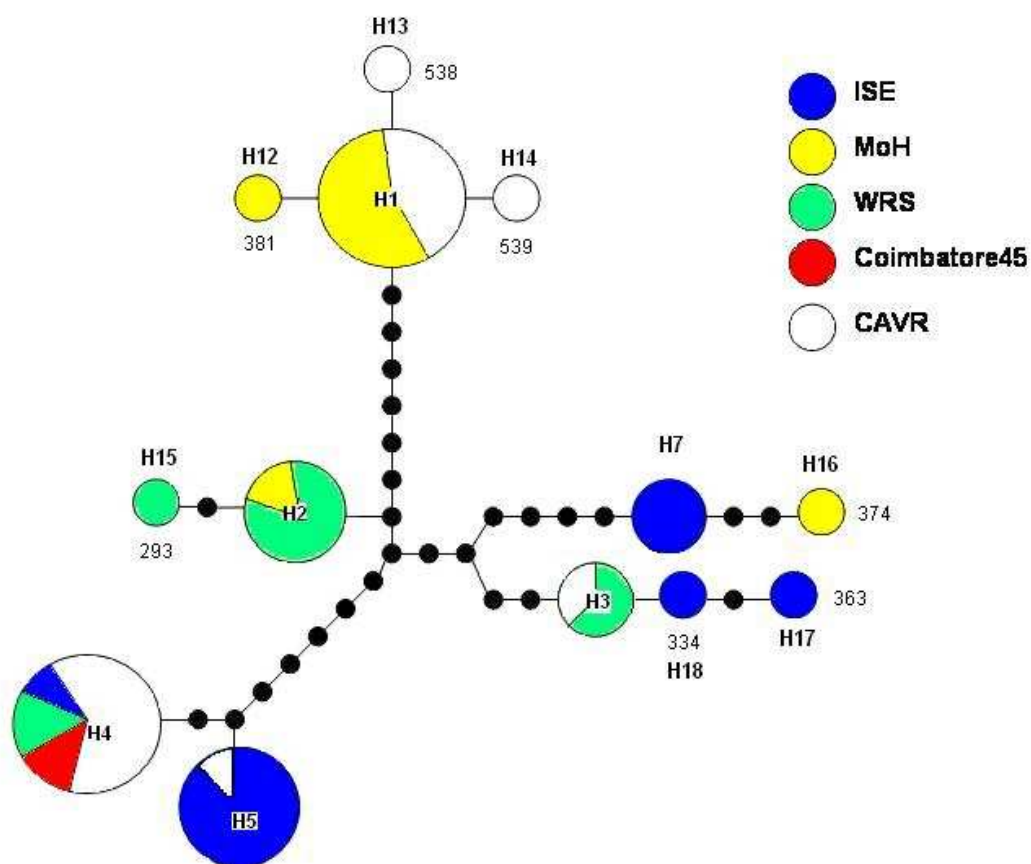 H13
538
H12
H14
H1
381
539
ISE
MoH
WRS
Coimbatore45
CAVR
H15
H2
293
H7
H16
374
H3
363
334
H17
H18
H4
H5